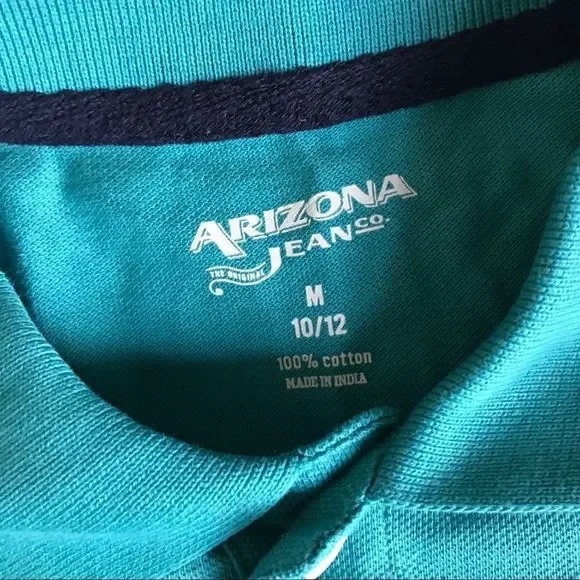 ARIZONA
JEAN CO.
THE ORIGINAL
M
10/12
100% cotton
MADE IN INDIA